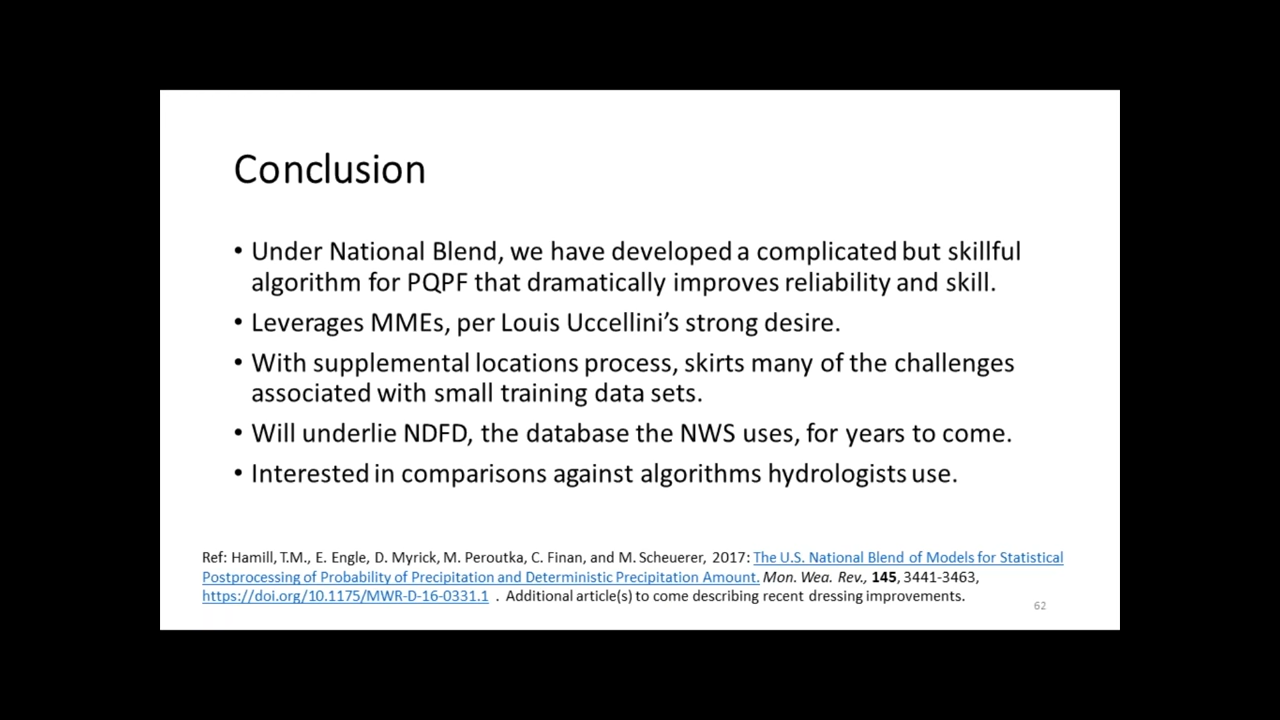 Conclusion
• Under National Blend, we have developed a complicated but skillful
algorithm for PQPF that dramatically improves reliability and skill.
• Leverages MMEs, per Louis Uccellini’s strong desire.
• With supplemental locations process, skirts many of the challenges
associated with small training data sets.
• Will underlie NDFD, the database the NWS uses, for years to come.
• Interested in comparisons against algorithms hydrologists use.
Ref: Hamill, T.M., E. Engle, D. Myrick, M. Peroutka, C. Finan, and M. Scheuerer, 2017: The U.S. National Blend of Models for Statistical
Postprocessing of Probability of Precipitation and Deterministic Precipitation Amount. Mon. Wea. Rev., 145, 3441-3463,
https://doi.org/10.1175/MWR-D-16-0331.1 . Additional article(s) to come describing recent dressing improvements.
62